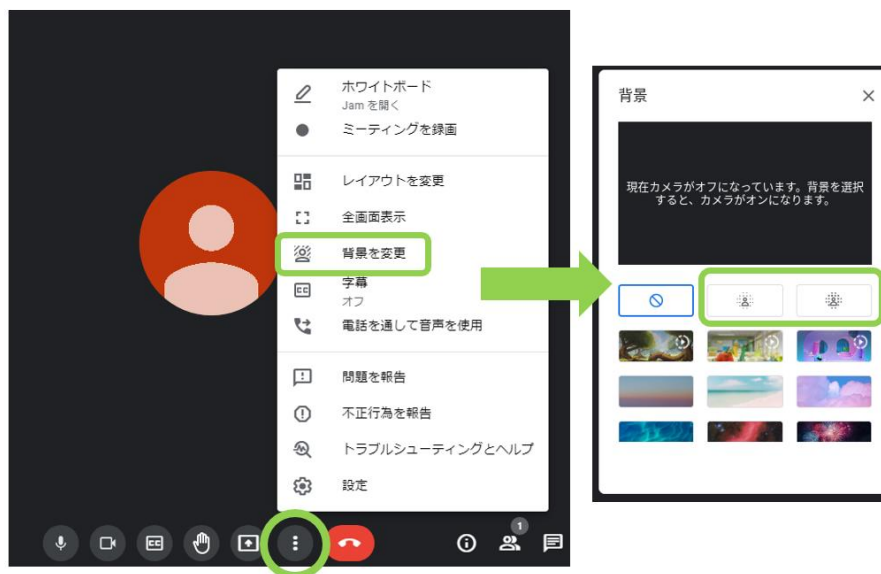 ホワイトボード
Jam を開く
ミーティングを録画
レイアウトを変更
全画面表示
背景を変更
CC
字幕
オフ
電話を通して音声を使用
問題を報告
不正行為を報告
トラブルシューティングとヘルプ
設定
CC
1
背景
現在カメラがオフになっています。背景を選択
すると、カメラがオンになります。